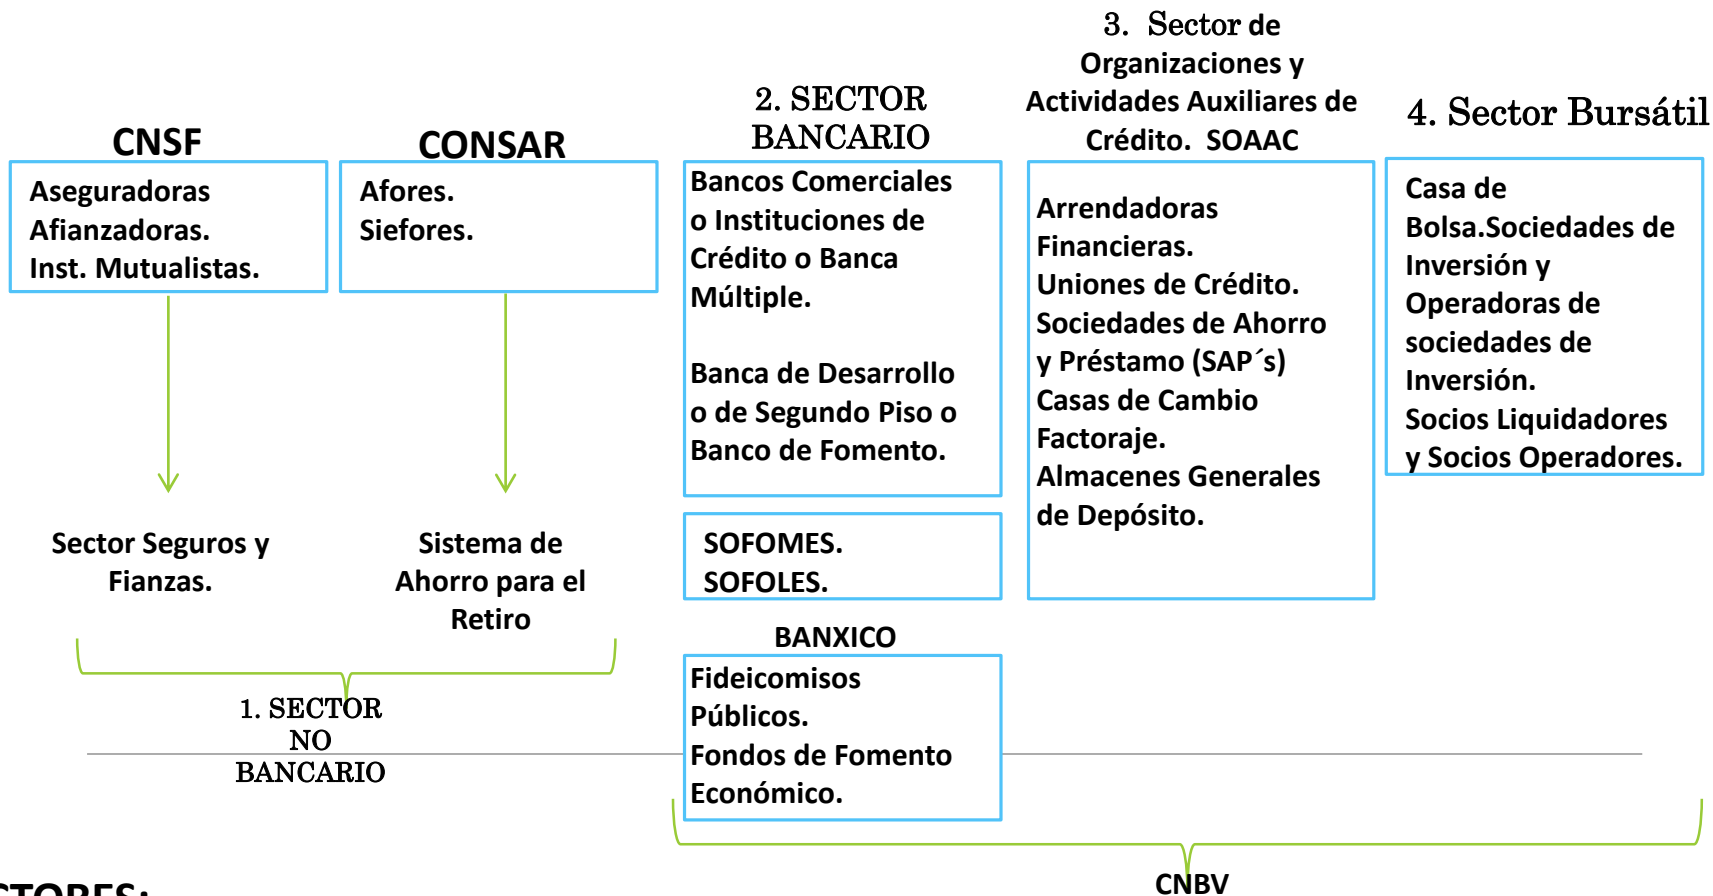 CNSF
Aseguradoras
Afianzadoras.
Inst. Mutualistas.
Sector Seguros y
Fianzas.
CONSAR
Afores.
Siefores.
Sistema de
Ahorro para el
Retiro
1. SECTOR
NO
BANCARIO
2. SECTOR
BANCARIO
Bancos Comerciales
o Instituciones de
Crédito o Banca
Múltiple.
Banca de Desarrollo
o de Segundo Piso o
Banco de Fomento.
SOFOMES.
SOFOLES.
BANXICO
Fideicomisos
Públicos.
Fondos de Fomento
Económico.
3. Sector de
Organizaciones y
Actividades Auxiliares de
Crédito. SOAAC
Arrendadoras
Financieras.
Uniones de Crédito.
Sociedades de Ahorro
y Préstamo (SAP´s)
Casas de Cambio
Factoraje.
Almacenes Generales
de Depósito.
4. Sector Bursátil
Casa de
Bolsa.Sociedades de
Inversión y
Operadoras de
sociedades de
Inversión.
Socios Liquidadores
y Socios Operadores.
CNBV